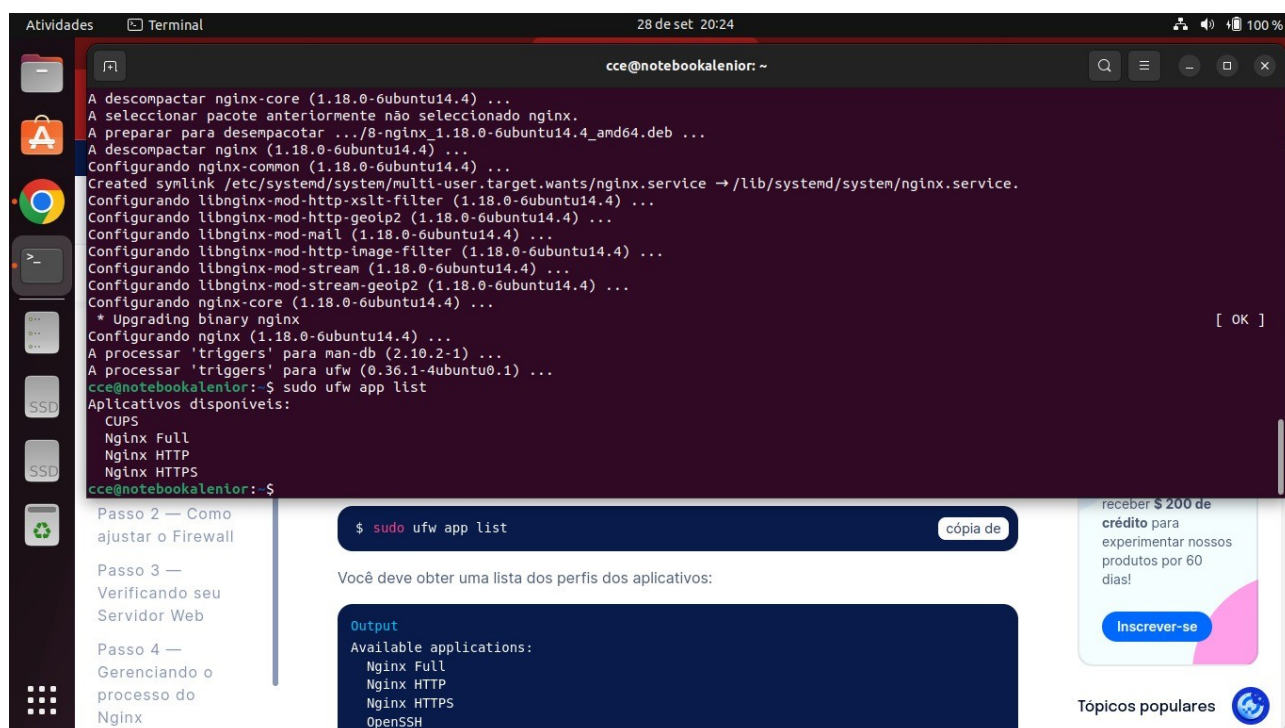 Atividades
Terminal
28 de set 20:24
100 %
cce@notebookalenior: ~
A descompactar nginx-core (1.18.0-6ubuntu14.4) ...
A seleccionar pacote anteriormente não seleccionado nginx.
A preparar para desempacotar .../8-nginx_1.18.0-6ubuntu14.4_amd64.deb ...
A descompactar nginx (1.18.0-6ubuntu14.4) ...
Configurando nginx-common (1.18.0-6ubuntu14.4) ...
Created symlink /etc/systemd/system/multi-user.target.wants/nginx.service → /lib/systemd/system/nginx.service.
Configurando libnginx-mod-http-xslt-filter (1.18.0-6ubuntu14.4) ...
Configurando libnginx-mod-http-geoip2 (1.18.0-6ubuntu14.4) ...
Configurando libnginx-mod-mail (1.18.0-6ubuntu14.4) ...
Configurando libnginx-mod-http-image-filter (1.18.0-6ubuntu14.4) ...
Configurando libnginx-mod-stream (1.18.0-6ubuntu14.4) ...
Configurando libnginx-mod-stream-geoip2 (1.18.0-6ubuntu14.4) ...
Configurando nginx-core (1.18.0-6ubuntu14.4) ...
* Upgrading binary nginx [ OK ]
Configurando nginx (1.18.0-6ubuntu14.4) ...
A processar 'triggers' para man-db (2.10.2-1) ...
A processar 'triggers' para ufw (0.36.1-4ubuntu0.1) ...
cce@notebookalenior:~$ sudo ufw app list
Aplicativos disponíveis:
CUPS
Nginx Full
Nginx HTTP
Nginx HTTPS
cce@notebookalenior:~$
SSD
SSD
Passo 2 — Como
ajustar o Firewall
Passo 3 —
Verificando seu
Servidor Web
Passo 4 —
Gerenciando o
processo do
Nginx
$ sudo ufw app list
cópia de
Você deve obter uma lista dos perfis dos aplicativos:
Output
Available applications:
Nginx Full
Nginx HTTP
Nginx HTTPS
OpenSSH
receber $ 200 de
crédito para
experimentar nossos
produtos por 60
dias!
Inscrever-se
Tópicos populares